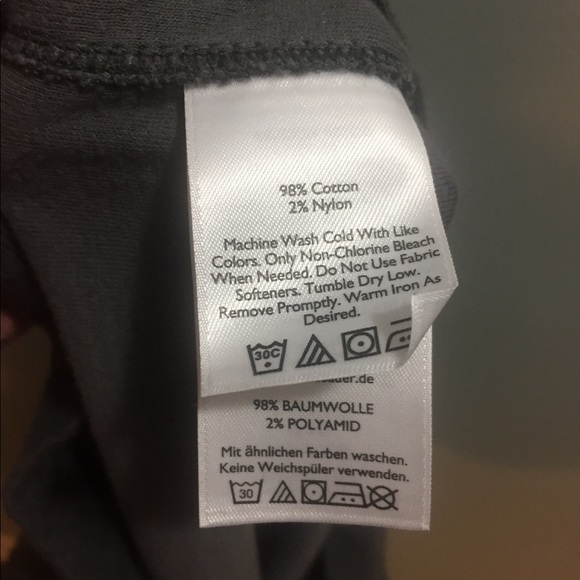 98% Cotton
2% Nylon
Machine Wash Cold With Like
Colors. Only Non-Chlorine Bleach
When Needed. Do Not Use Fabric
Softeners. Tumble Dry Low.
Remove Promptly. Warm Iron As
Desired.
30C
.de
98% BAUMWOLLE
2% POLYAMID
Mit ähnlichen Farben waschen.
Keine Weichspüler verwenden.
30